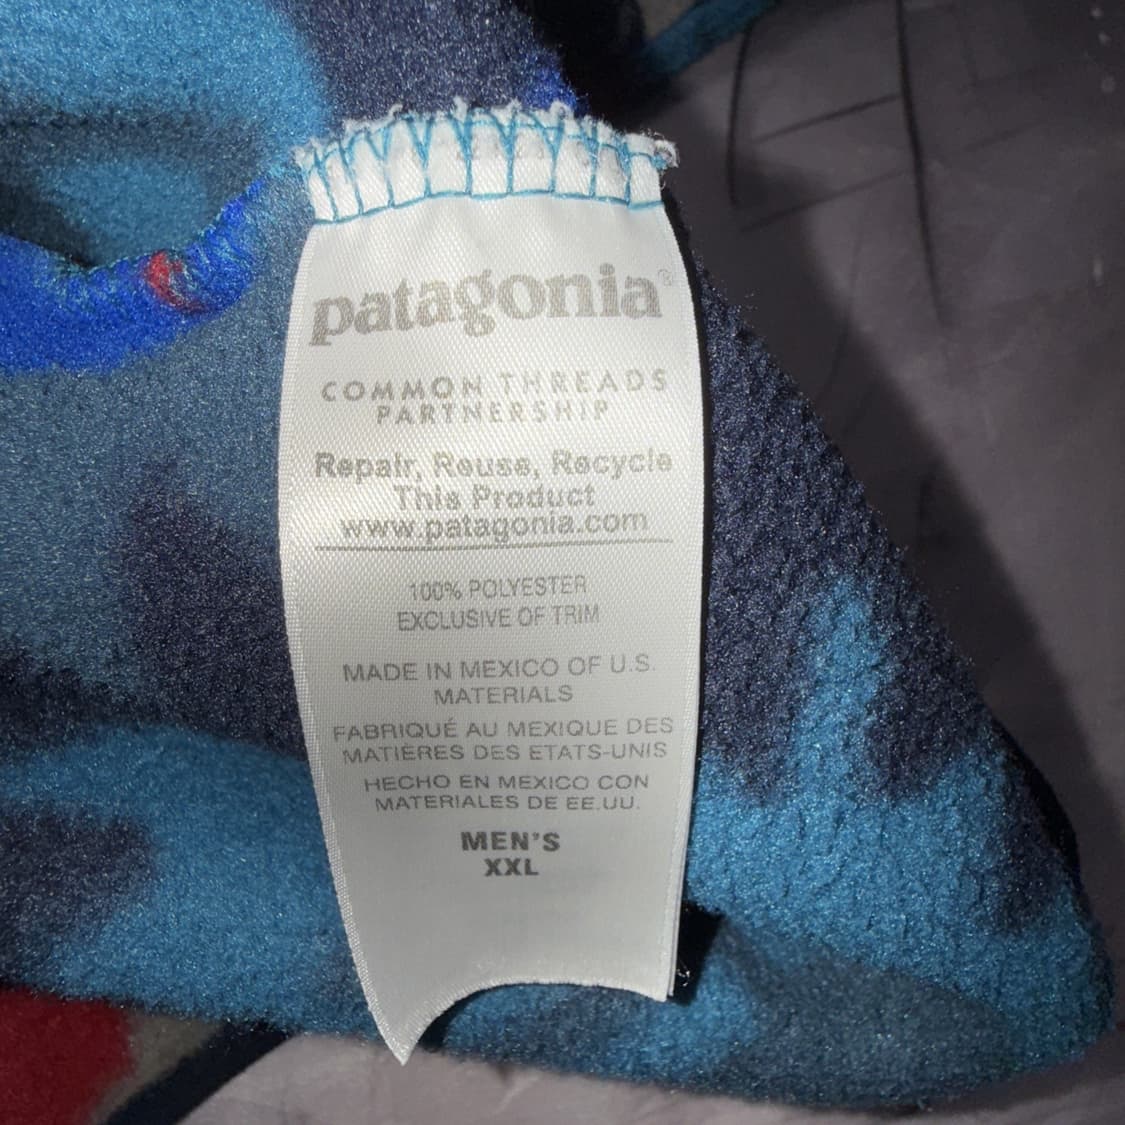 patagonia®
COMMON THREADS
PARTNERSHIP
Repair, Reuse, Recycle
This Product
www.patagonia.com
100% POLYESTER
EXCLUSIVE OF TRIM
MADE IN MEXICO OF U.S.
MATERIALS
FABRIQUÉ AU MEXIQUE DES
MATIÈRES DES ETATS-UNIS
HECHO EN MEXICO CON
MATERIALES DE EE.UU.
MEN'S
XXL